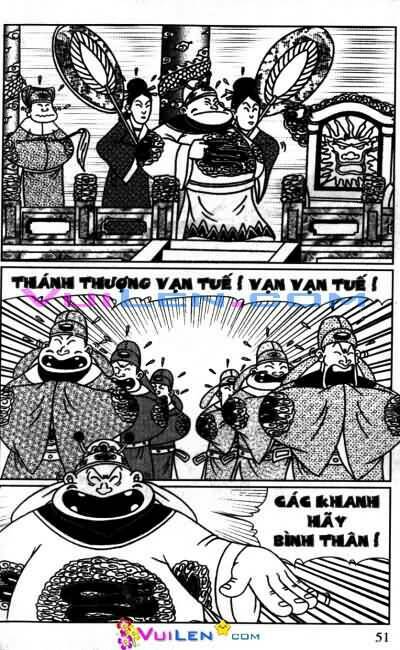 THÁNH THƯỢNG VẠN TUẾ! VẠN VẠN TUẾ!
VUILEN.COM
CÁC KHANH
HÃY
BÌNH THÂN!
51
VUILEN.COM